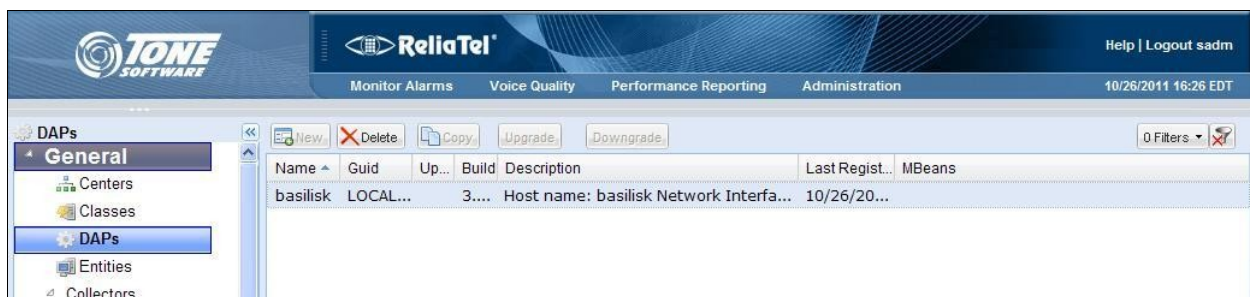 TONE
SOFTWARE
ReliaTel
Help | Logout sadm
Monitor Alarms Voice Quality Performance Reporting Administration 10/26/2011 16:26 EDT
DAPs
New Delete Copy Upgrade Downgrade 0 Filters
General
Name Guid Up... Build Description Last Regist... MBeans
Centers
basilisk LOCAL... 3.... Host name: basilisk Network Interfa... 10/26/20...
Classes
DAPs
Entities
Collectors